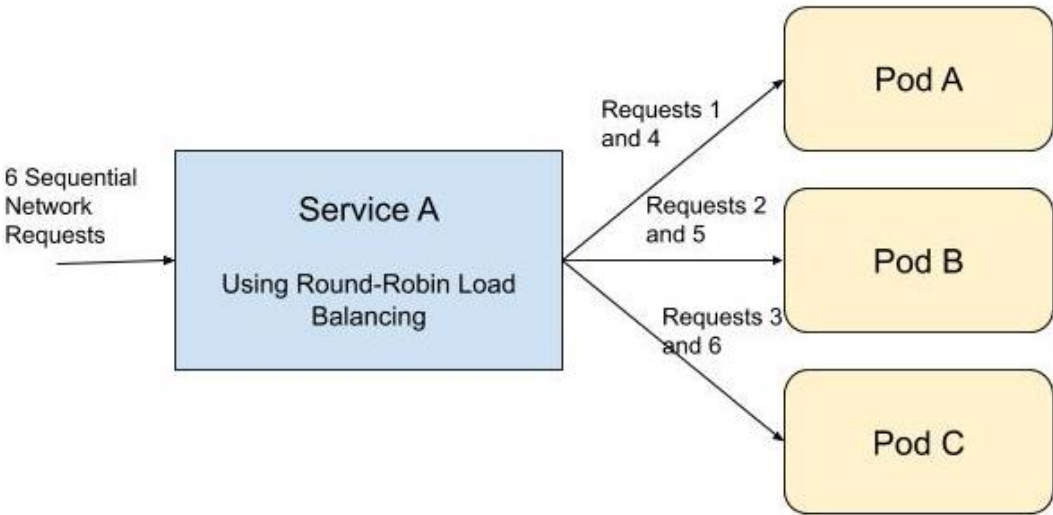 6 Sequential
Network
Requests
Service A
Using Round-Robin Load
Balancing
Requests 1
and 4
Requests 2
and 5
Requests 3
and 6
Pod A
Pod B
Pod C